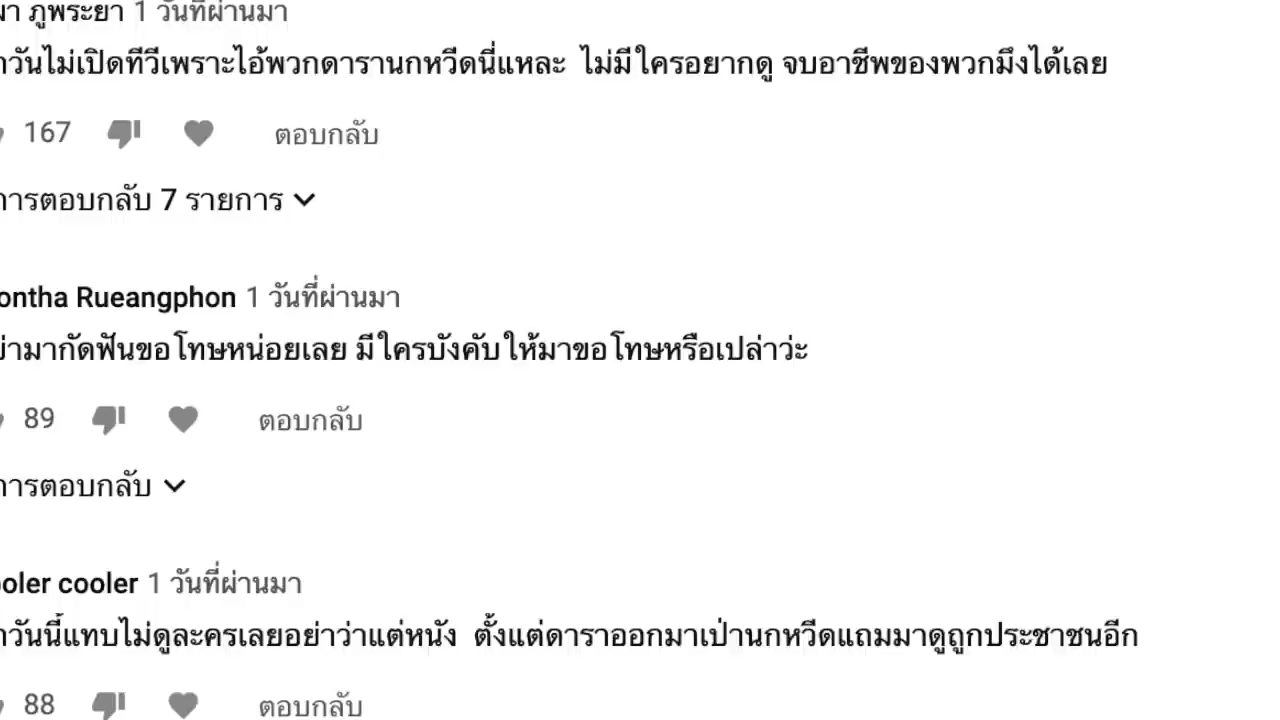 ภูพระยา 1 วันที่ผ่านมา
วันไม่เปิดทีวีเพราะไอ้พวกดารานกหวีดนี่แหละ ไม่มีใครอยากดู จบอาชีพของพวกมึงได้เลย
167 ตอบกลับ
การตอบกลับ 7 รายการ
ontha Rueangphon 1 วันที่ผ่านมา
ย่ามากัดฟันขอโทษหน่อยเลย มีใครบังคับให้มาขอโทษหรือเปล่าว่ะ
89 ตอบกลับ
การตอบกลับ
ooler cooler 1 วันที่ผ่านมา
วันนี้แทบไม่ดูละครเลยอย่าว่าแต่หนัง ตั้งแต่ดาราออกมาเป่านกหวีดแถมมาดูถูกประชาชนอีก
88 ตอบกลับ